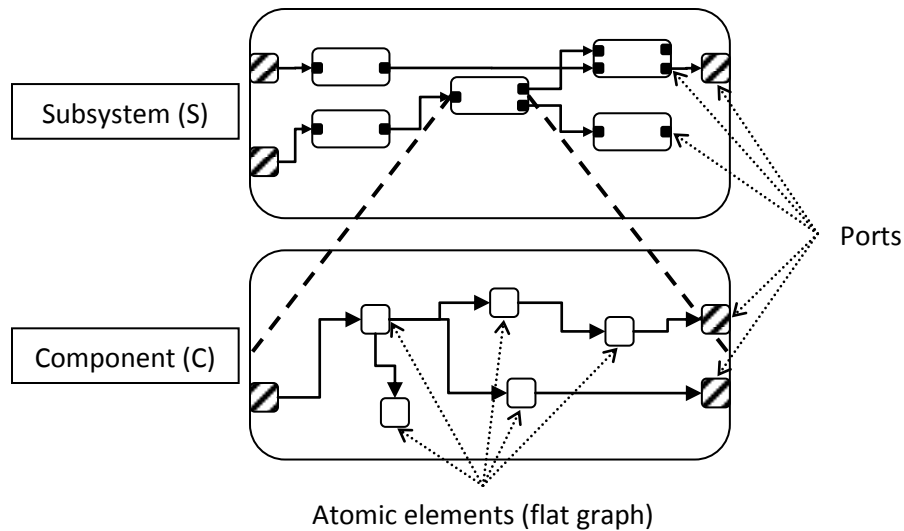 Subsystem (S)
Ports
Component (C)
Atomic elements (flat graph)